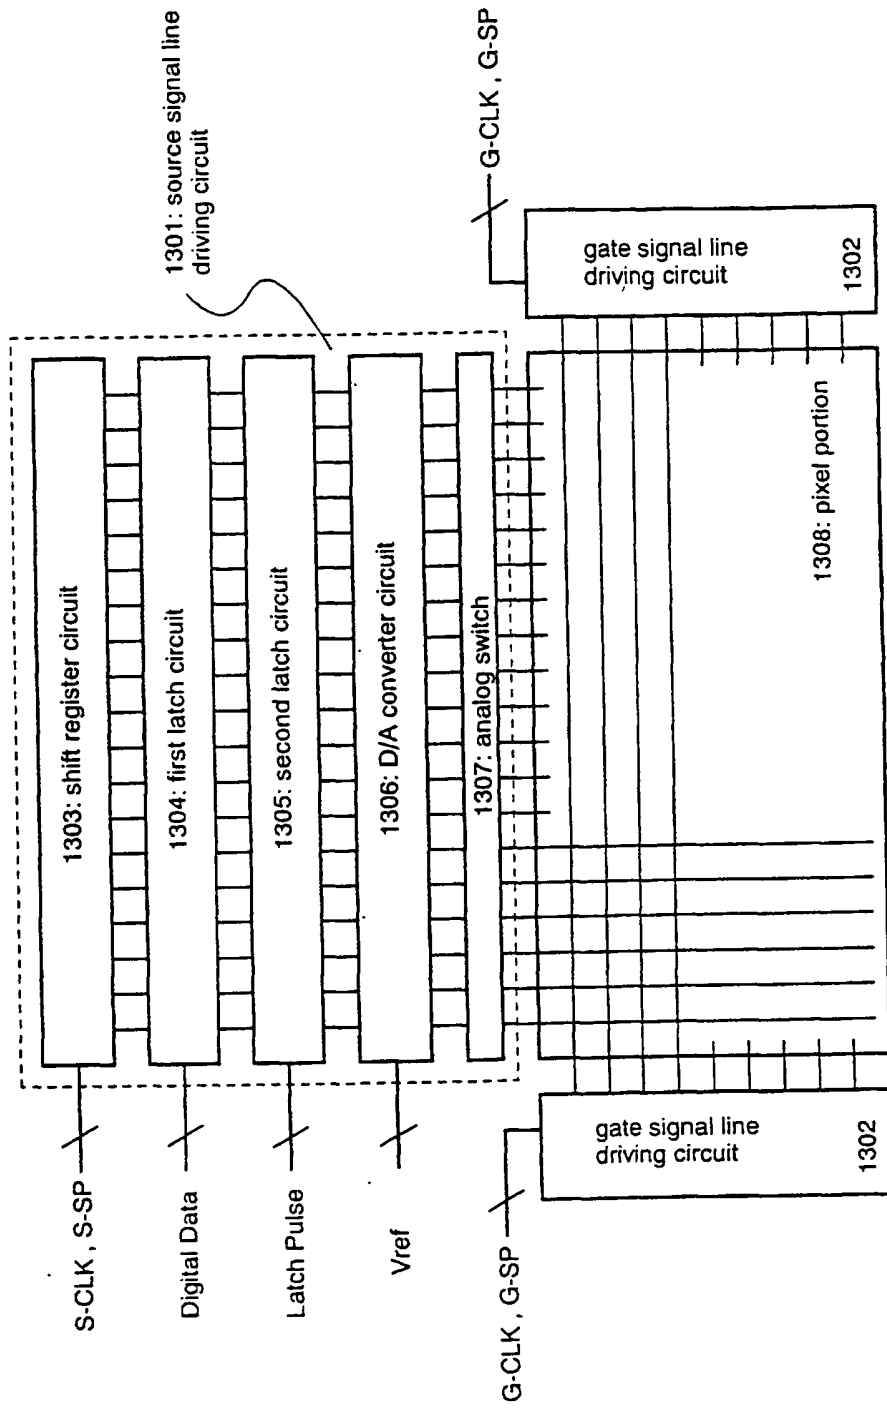 1301: source signal line
driving circuit
S-CLK , S-SP
1303: shift register circuit
Digital Data
1304: first latch circuit
Latch Pulse
1305: second latch circuit
Vref
1306: D/A converter circuit
1307: analog switch
G-CLK , G-SP
G-CLK , G-SP
gate signal line
driving circuit
1302
gate signal line
driving circuit
1302
1308: pixel portion